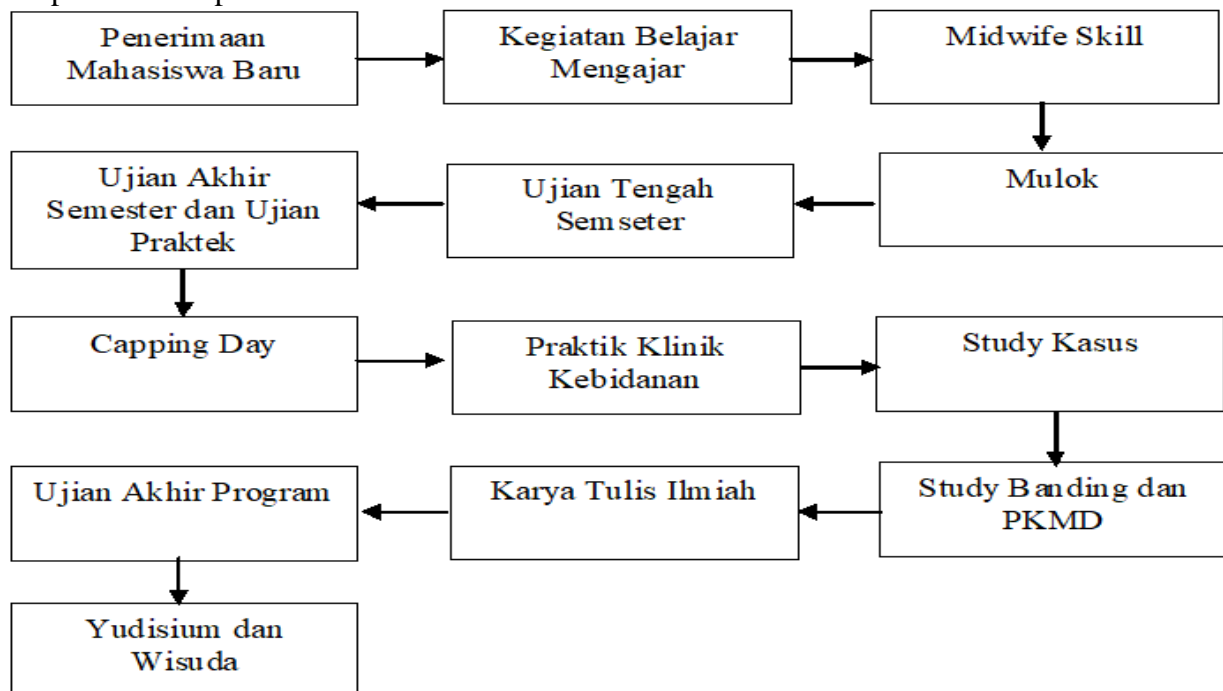 Penerimaan
Mahasiswa Baru
Kegiatan Belajar
Mengajar
Midwife Skill
Mulok
Ujian Tengah
Semseter
Ujian Akhir
Semester dan Ujian
Praktek
Capping Day
Praktik Klinik
Kebidanan
Study Kasus
Study Banding dan
PKMD
Karya Tulis Ilmiah
Ujian Akhir Program
Yudisium dan
Wisuda